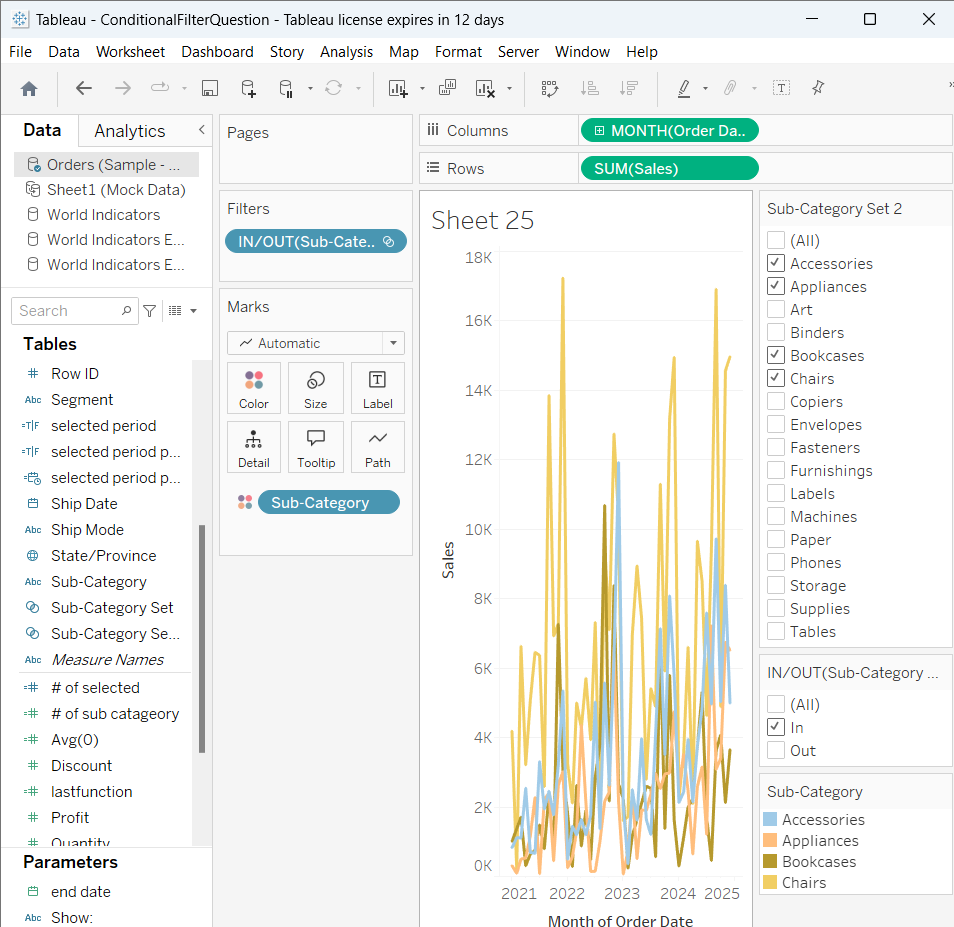 Tableau - ConditionalFilterQuestion - Tableau license expires in 12 days
File Data Worksheet Dashboard Story Analysis Map Format Server Window Help
Data Analytics
Orders (Sample - ...
Sheet1 (Mock Data)
World Indicators
World Indicators E...
World Indicators E...
Search
Tables
# Row ID
Abc Segment
=T|F selected period
=T|F selected period p...
selected period p...
Ship Date
Abc Ship Mode
State/Province
Abc Sub-Category
Sub-Category Set
Sub-Category Se...
Abc Measure Names
=# # of selected
=# # of sub catageory
=# Avg(0)
# Discount
=# lastfunction
# Profit
# Quantity
Parameters
end date
Abc Show:
Pages
Filters
IN/OUT(Sub-Cate..
Marks
Automatic
Color Size Label
Detail Tooltip Path
Sub-Category
Columns
MONTH(Order Da..
Rows
SUM(Sales)
Sheet 25
18K
16K
14K
12K
10K
8K
6K
4K
2K
0K
Sales
2021 2022 2023 2024 2025
Month of Order Date
Sub-Category Set 2
(All)
Accessories
Appliances
Art
Binders
Bookcases
Chairs
Copiers
Envelopes
Fasteners
Furnishings
Labels
Machines
Paper
Phones
Storage
Supplies
Tables
IN/OUT(Sub-Category ...
(All)
In
Out
Sub-Category
Accessories
Appliances
Bookcases
Chairs